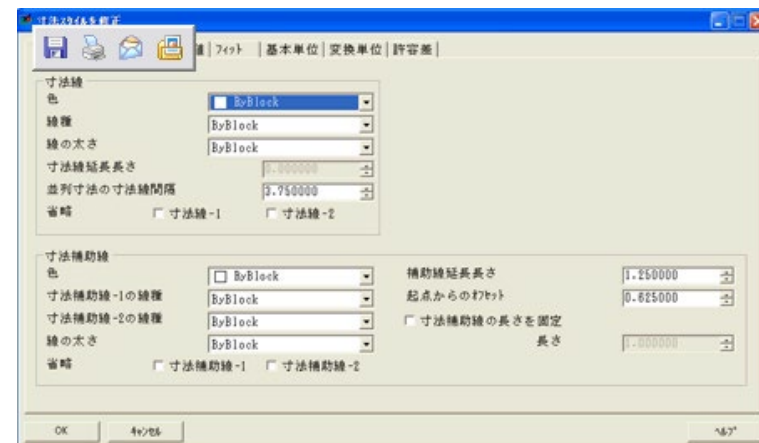 寸法スタイルを修正
値 フィット 基本単位 変換単位 許容差
寸法線
色 ByBlock
線種 ByBlock
線の太さ ByBlock
寸法線延長長さ 0.000000
並列寸法の寸法線間隔 3.750000
省略 寸法線-1 寸法線-2
寸法補助線
色 ByBlock 補助線延長長さ 1.250000
寸法補助線-1の線種 ByBlock 起点からのオフセット 0.625000
寸法補助線-2の線種 ByBlock 寸法補助線の長さを固定
線の太さ ByBlock 長さ 1.000000
省略 寸法補助線-1 寸法補助線-2
OK キャンセル ヘルプ